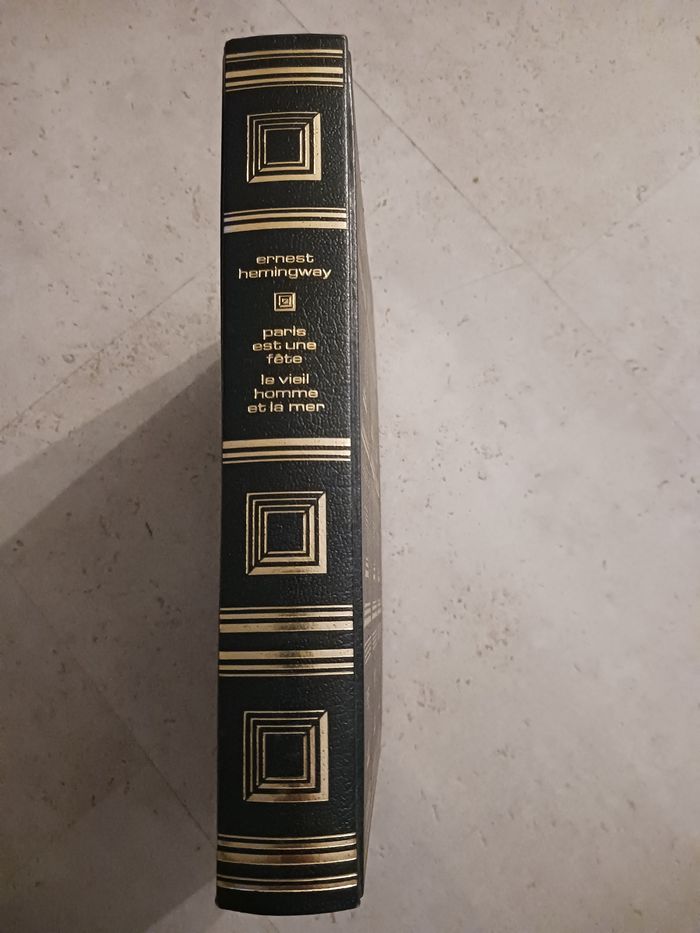 ernest
hemingway
paris
est une
fête
le vieil
homme
et la mer